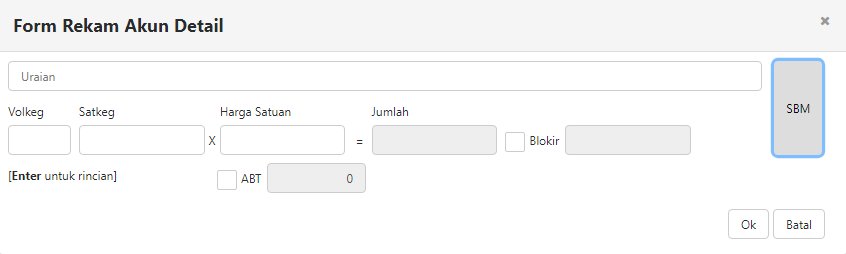 Form Rekam Akun Detail ×
Uraian
SBM
Volkeg Satkeg Harga Satuan Jumlah
X = Blokir
[Enter untuk rincian] ABT 0
Ok Batal